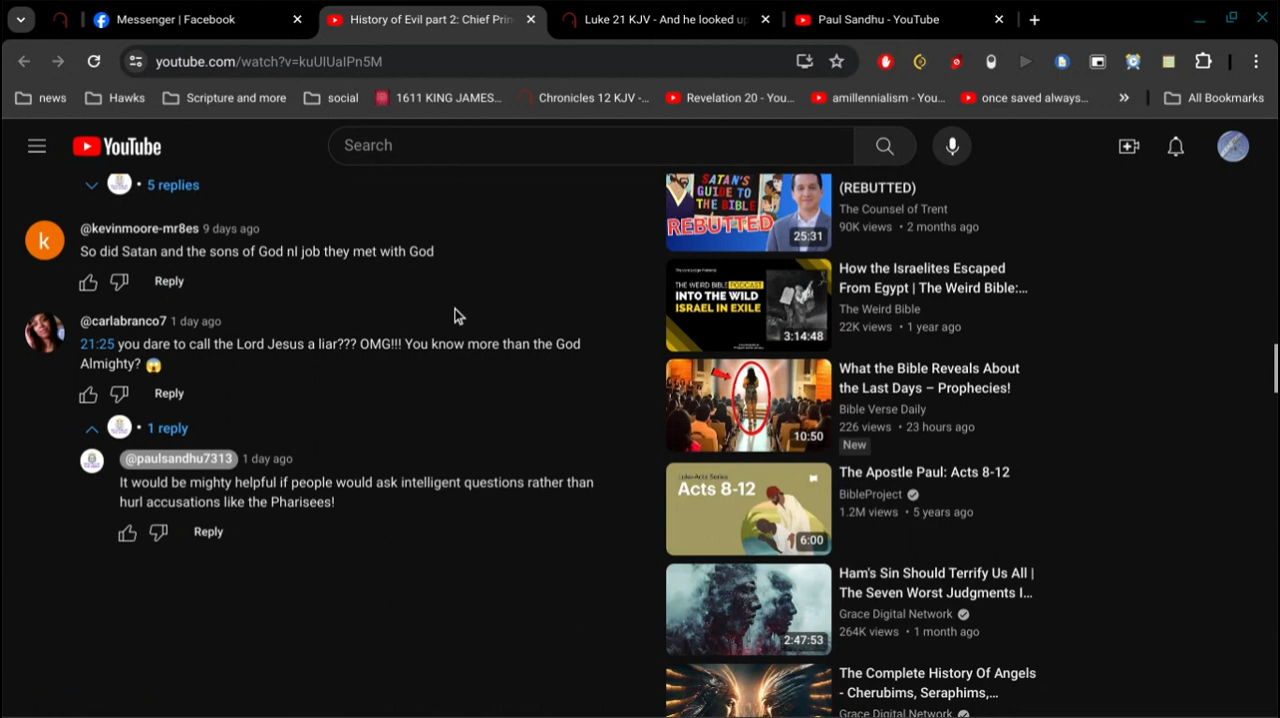 Messenger | Facebook
History of Evil part 2: Chief Prin
Luke 21 KJV - And he looked up
Paul Sandhu - YouTube
youtube.com/watch?v=kuUlUalPn5M
news
Hawks
Scripture and more
social
1611 KING JAMES...
Chronicles 12 KJV -...
Revelation 20 - You...
amillennialism - You...
once saved always...
All Bookmarks
YouTube
Search
5 replies
@kevinmoore-mr8es 9 days ago
So did Satan and the sons of God nI job they met with God
Reply
@carlabranco7 1 day ago
21:25 you dare to call the Lord Jesus a liar??? OMG!!! You know more than the God
Almighty? 😱
Reply
1 reply
@paulsandhu7313 1 day ago
It would be mighty helpful if people would ask intelligent questions rather than
hurl accusations like the Pharisees!
Reply
SATAN'S
GUIDE TO
THE BIBLE
REBUTTED
25:31
(REBUTTED)
The Counsel of Trent
90K views • 2 months ago
THE WEIRD BIBLE PODCAST
INTO THE WILD
ISRAEL IN EXILE
3:14:48
How the Israelites Escaped
From Egypt | The Weird Bible:...
The Weird Bible
22K views • 1 year ago
10:50
What the Bible Reveals About
the Last Days – Prophecies!
Bible Verse Daily
226 views • 23 hours ago
New
Luke-Acts Series
Acts 8-12
6:00
The Apostle Paul: Acts 8-12
BibleProject
1.2M views • 5 years ago
2:47:53
Ham's Sin Should Terrify Us All |
The Seven Worst Judgments I...
Grace Digital Network
264K views • 1 month ago
The Complete History Of Angels
- Cherubims, Seraphims,...
Grace Digital Network